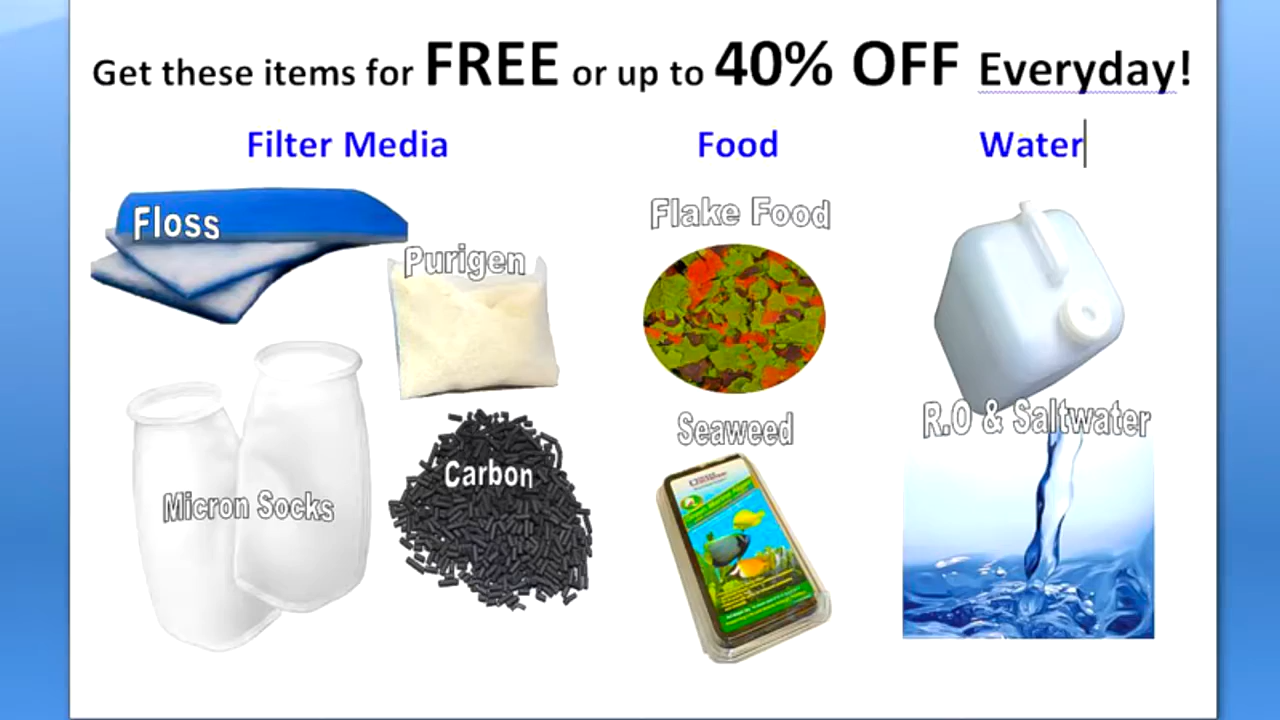 Get these items for FREE or up to 40% OFF Everyday!
Filter Media Food Water
Floss
Flake Food
Purigen
R.O & Saltwater
Seaweed
Carbon
Micron Socks